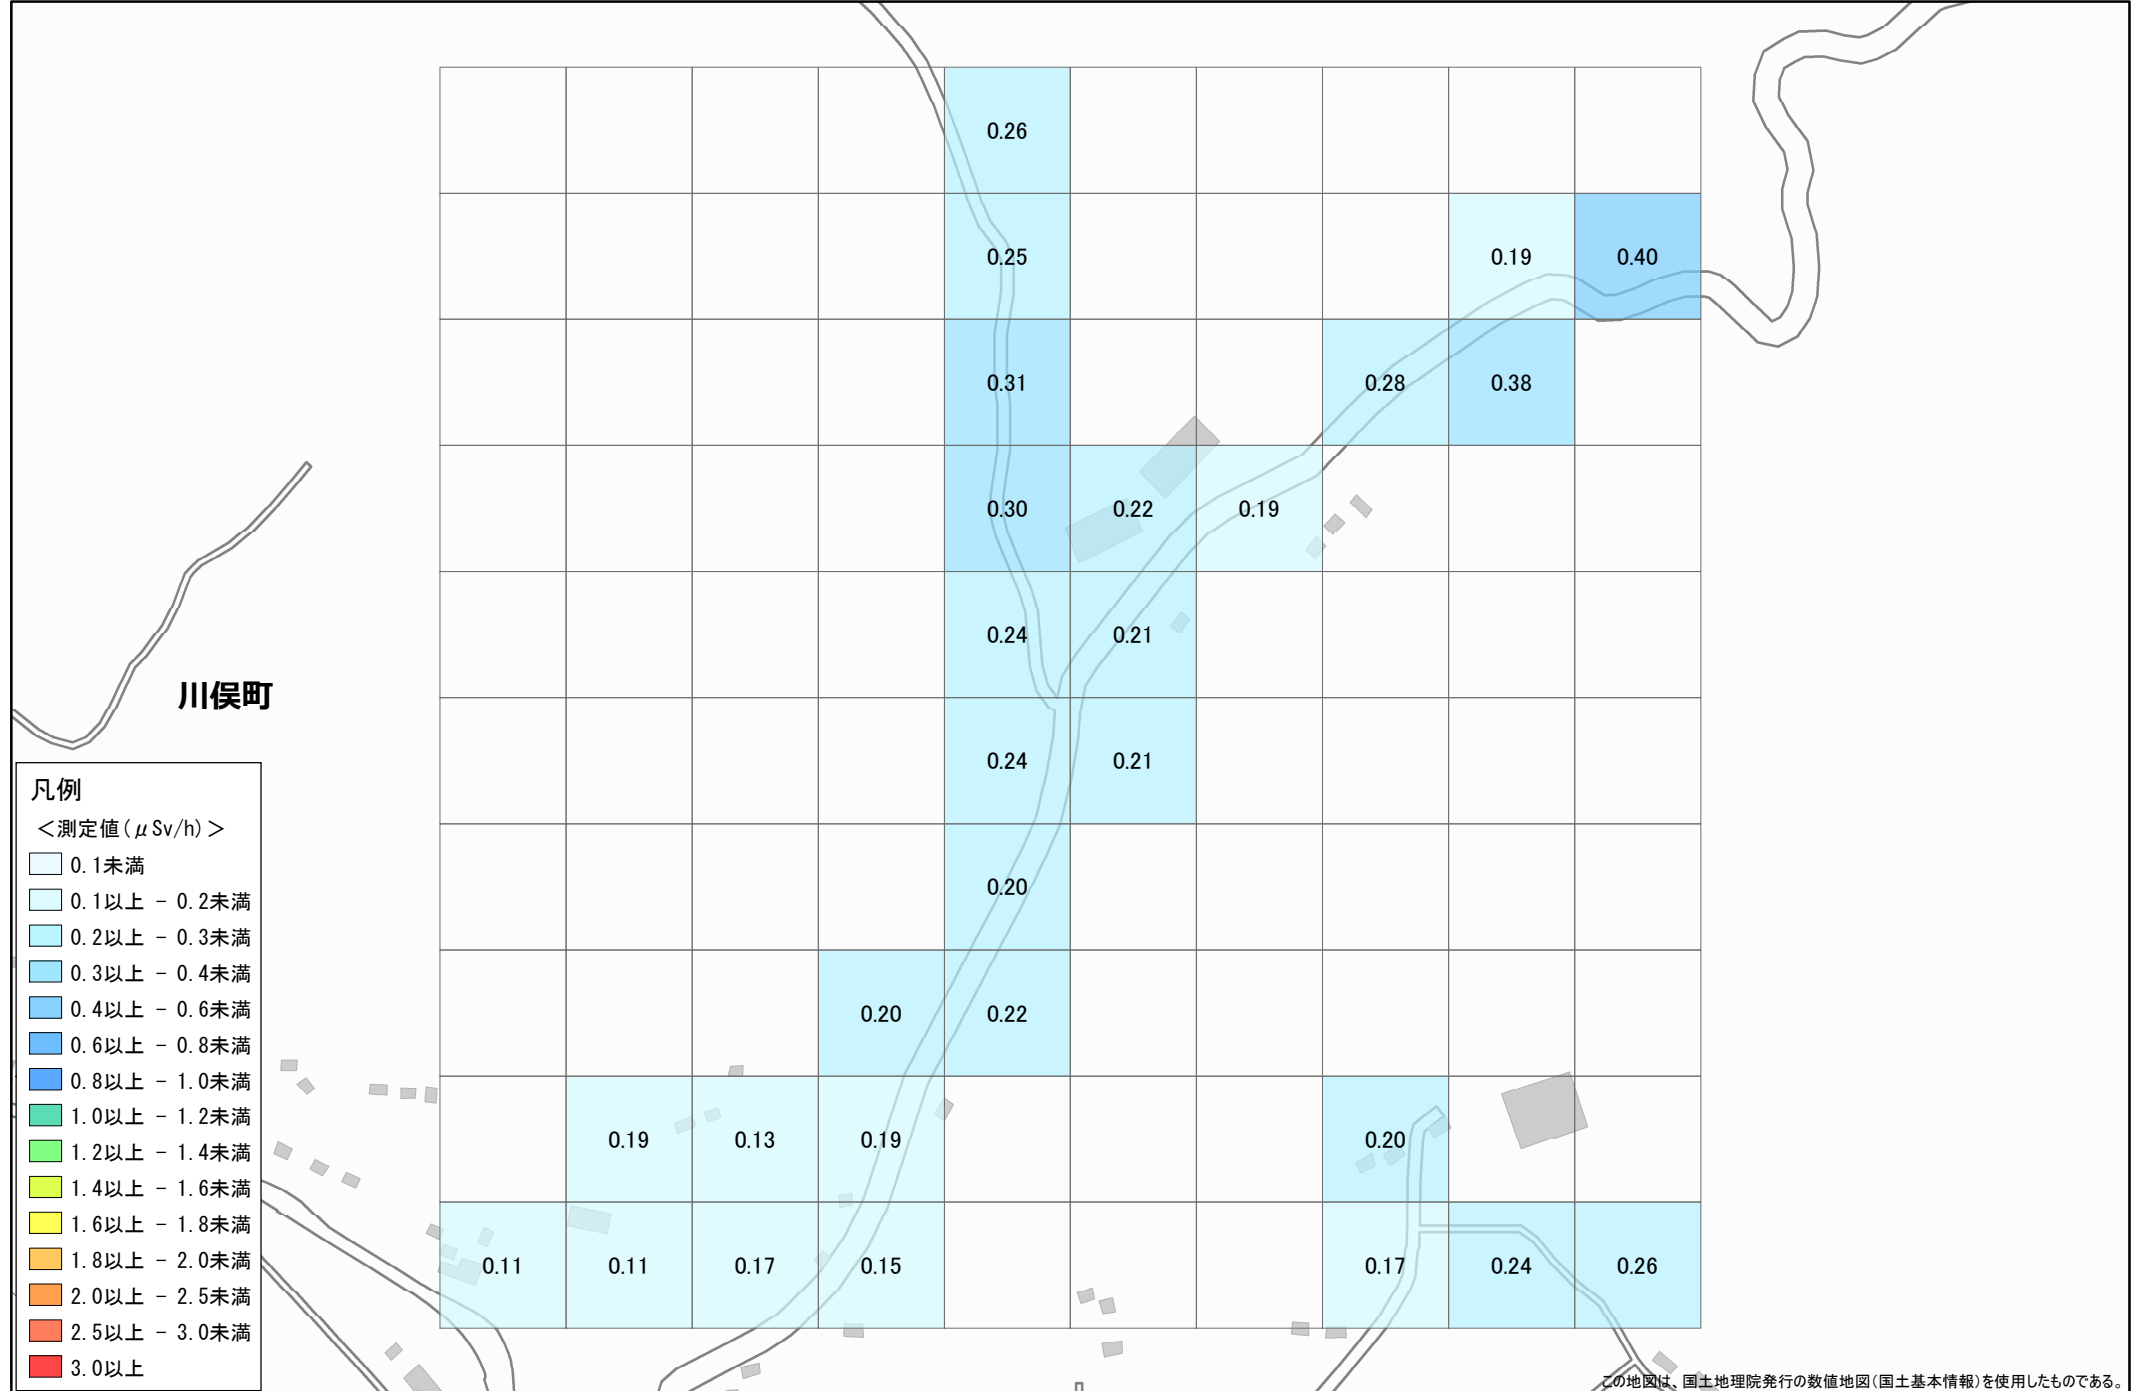 0.26
0.25 0.19 0.40
0.31 0.28 0.38
0.30 0.22 0.19
0.24 0.21
川俣町
0.24 0.21
0.20
0.20 0.22
0.19 0.13 0.19 0.20
0.11 0.11 0.17 0.15 0.17 0.24 0.26
凡例
＜測定値(μSv/h)＞
0.1未満
0.1以上 - 0.2未満
0.2以上 - 0.3未満
0.3以上 - 0.4未満
0.4以上 - 0.6未満
0.6以上 - 0.8未満
0.8以上 - 1.0未満
1.0以上 - 1.2未満
1.2以上 - 1.4未満
1.4以上 - 1.6未満
1.6以上 - 1.8未満
1.8以上 - 2.0未満
2.0以上 - 2.5未満
2.5以上 - 3.0未満
3.0以上
この地図は、国土地理院発行の数値地図(国土基本情報)を使用したものである。